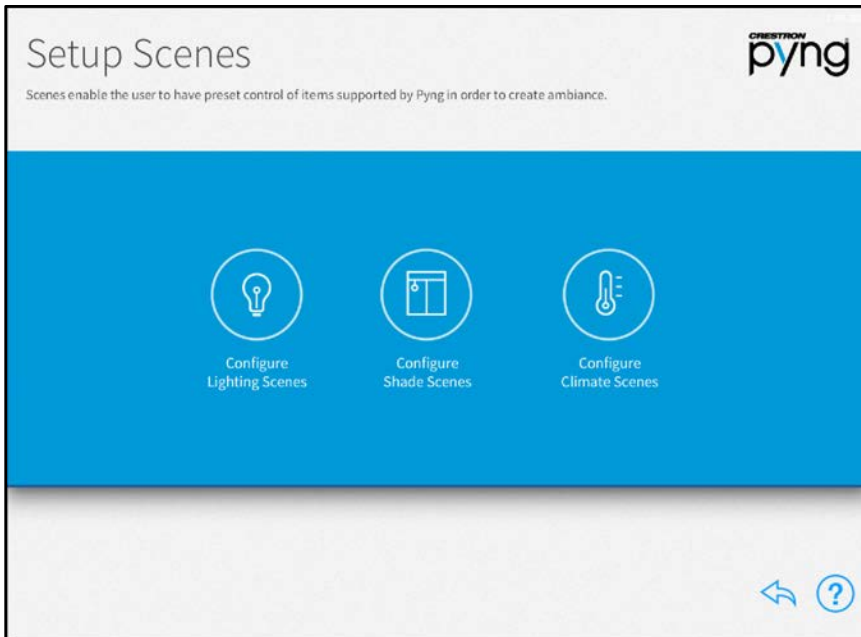 Setup Scenes
CRESTRON
pyng
Scenes enable the user to have preset control of items supported by Pyng in order to create ambiance.
Configure
Lighting Scenes
Configure
Shade Scenes
Configure
Climate Scenes
?